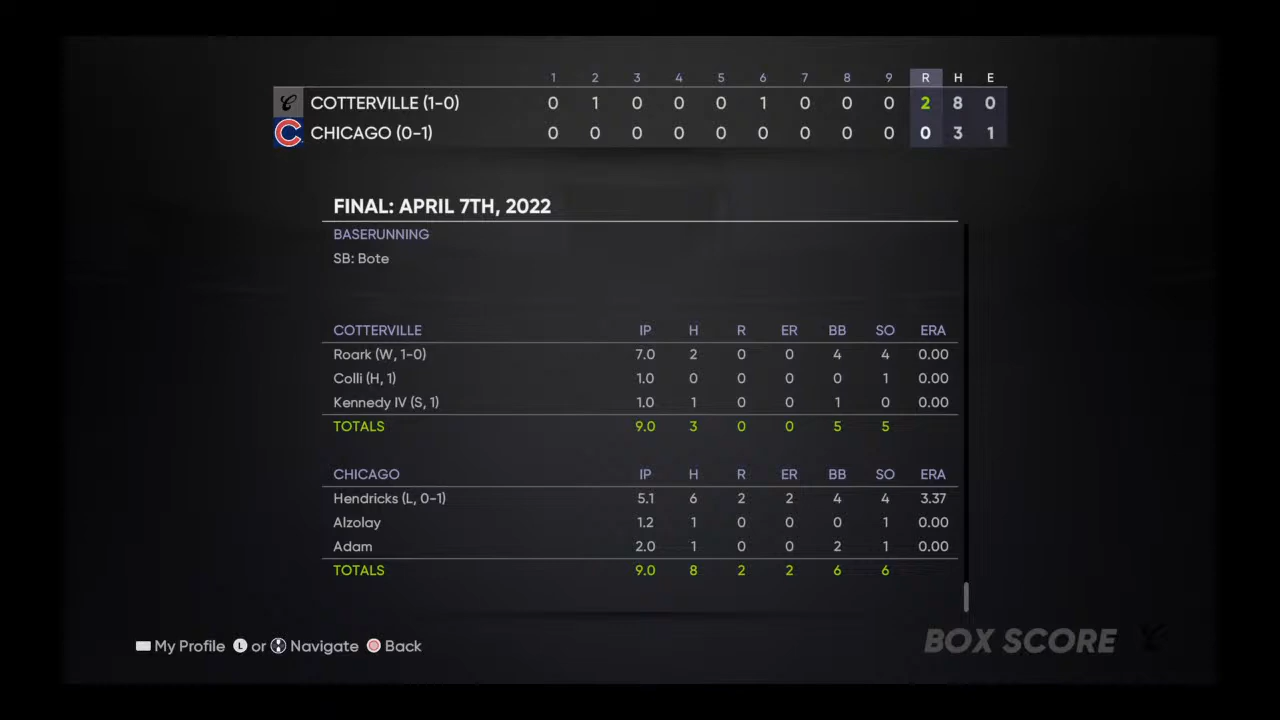 1 2 3 4 5 6 7 8 9 R H E
COTTERVILLE (1-0) 0 1 0 0 0 1 0 0 0 2 8 0
CHICAGO (0-1) 0 0 0 0 0 0 0 0 0 0 3 1
FINAL: APRIL 7TH, 2022
BASERUNNING
SB: Bote
COTTERVILLE IP H R ER BB SO ERA
Roark (W, 1-0) 7.0 2 0 0 4 4 0.00
Colli (H, 1) 1.0 0 0 0 0 1 0.00
Kennedy IV (S, 1) 1.0 1 0 0 1 0 0.00
TOTALS 9.0 3 0 0 5 5
CHICAGO IP H R ER BB SO ERA
Hendricks (L, 0-1) 5.1 6 2 2 4 4 3.37
Alzolay 1.2 1 0 0 0 1 0.00
Adam 2.0 1 0 0 2 1 0.00
TOTALS 9.0 8 2 2 6 6
My Profile L or Navigate Back
BOX SCORE